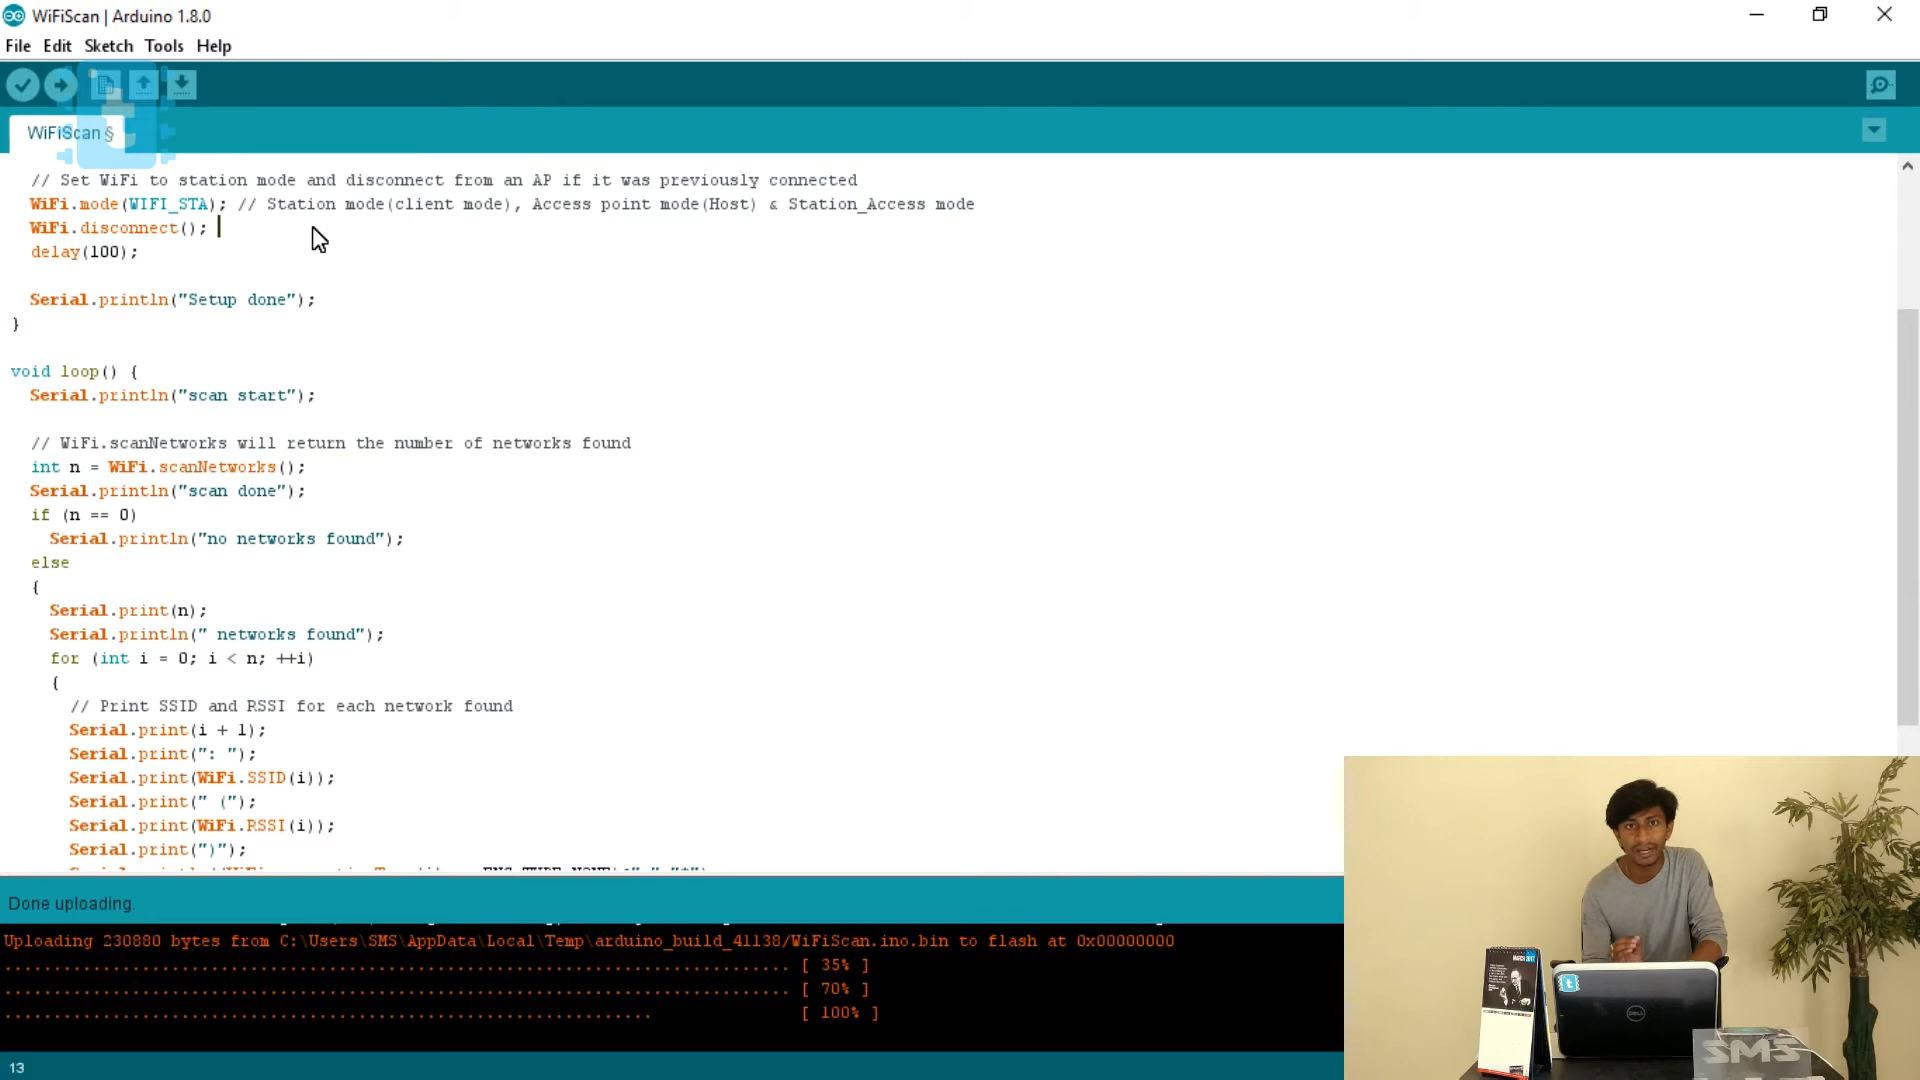 WiFiScan | Arduino 1.8.0
File Edit Sketch Tools Help
WiFiScan §
// Set WiFi to station mode and disconnect from an AP if it was previously connected
WiFi.mode(WIFI_STA); // Station mode(client mode), Access point mode(Host) & Station_Access mode
WiFi.disconnect();
delay(100);
Serial.println("Setup done");
}
void loop() {
Serial.println("scan start");
// WiFi.scanNetworks will return the number of networks found
int n = WiFi.scanNetworks();
Serial.println("scan done");
if (n == 0)
Serial.println("no networks found");
else
{
Serial.print(n);
Serial.println(" networks found");
for (int i = 0; i < n; ++i)
{
// Print SSID and RSSI for each network found
Serial.print(i + 1);
Serial.print(": ");
Serial.print(WiFi.SSID(i));
Serial.print(" (");
Serial.print(WiFi.RSSI(i));
Serial.print(")");
Done uploading.
Uploading 230880 bytes from C:\Users\SMS\AppData\Local\Temp\arduino_build_41138/WiFiScan.ino.bin to flash at 0x00000000
................................................................................ [ 35% ]
................................................................................ [ 70% ]
.................................................................. [ 100% ]
13
t
MARCH 2017
t
DELL
SMS